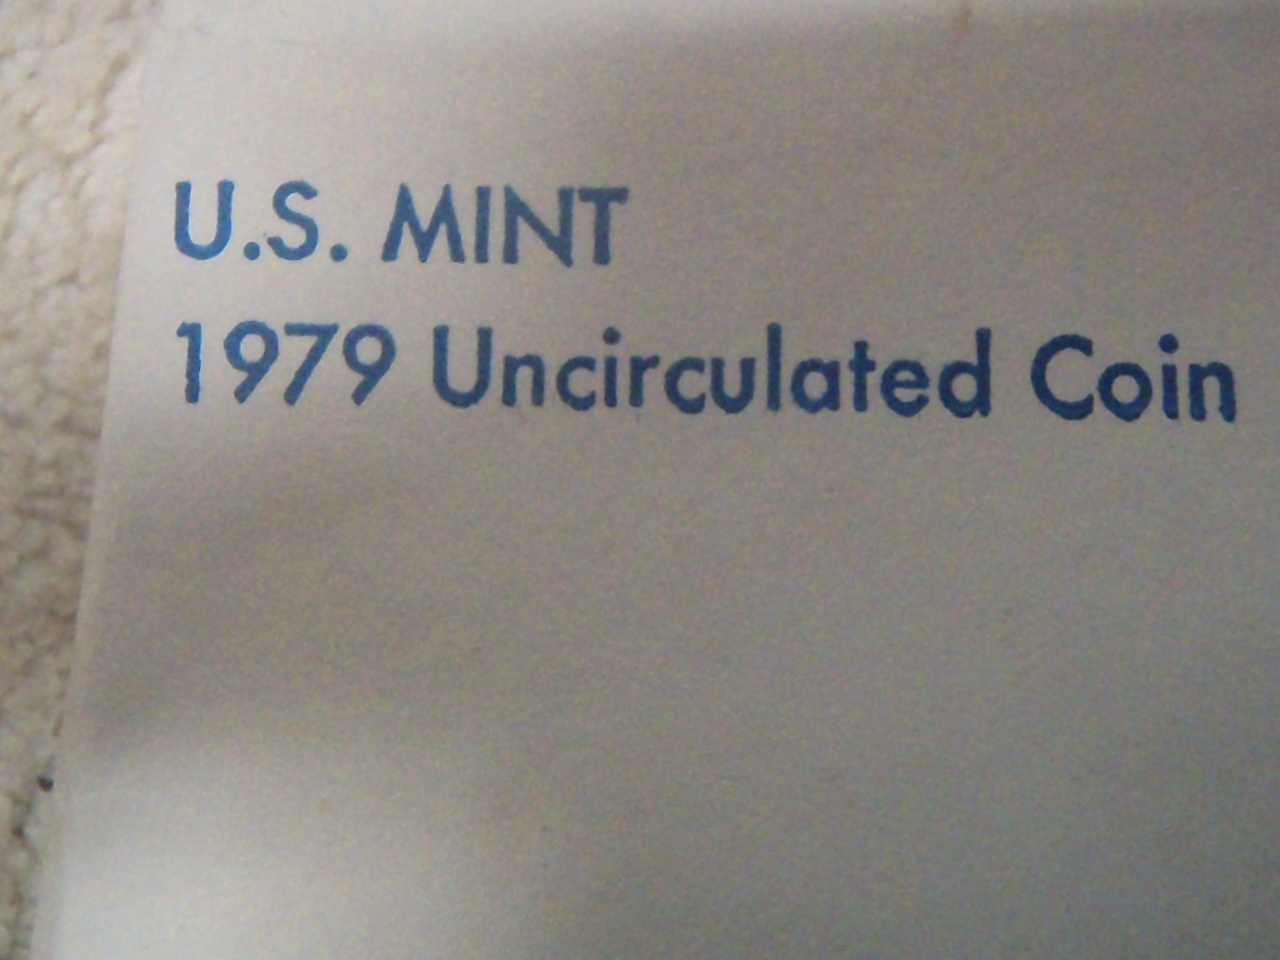 U.S. MINT
1979 Uncirculated Coin